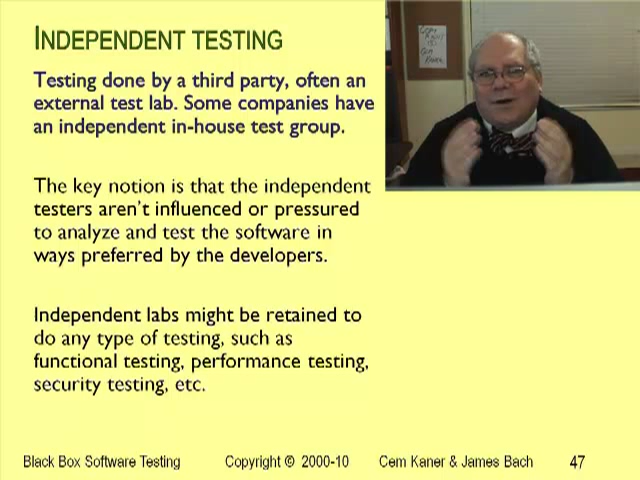 INDEPENDENT TESTING
Testing done by a third party, often an
external test lab. Some companies have
an independent in-house test group.
The key notion is that the independent
testers aren't influenced or pressured
to analyze and test the software in
ways preferred by the developers.
Independent labs might be retained to
do any type of testing, such as
functional testing, performance testing,
security testing, etc.
Black Box Software Testing Copyright © 2000-10 Cem Kaner & James Bach 47